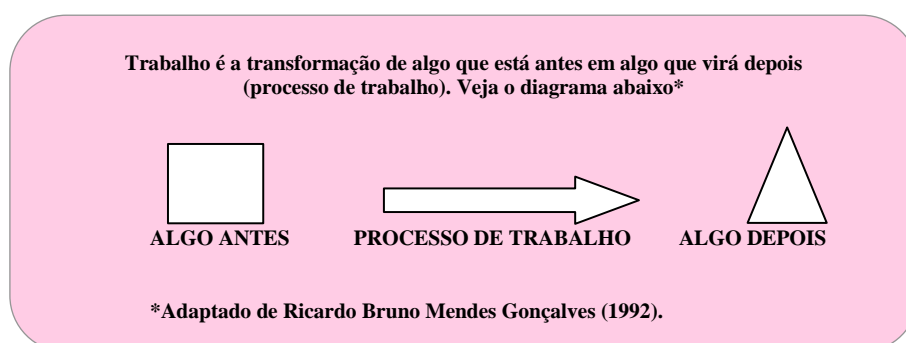 Trabalho é a transformação de algo que está antes em algo que virá depois
(processo de trabalho). Veja o diagrama abaixo*
ALGO ANTES PROCESSO DE TRABALHO ALGO DEPOIS
*Adaptado de Ricardo Bruno Mendes Gonçalves (1992).